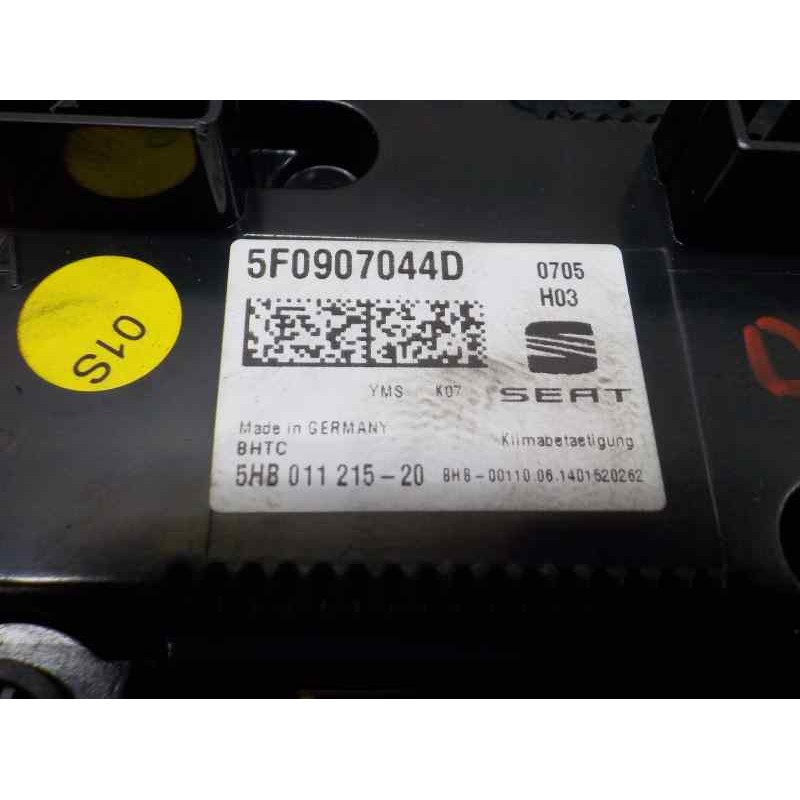 5F0907044D
0705
H03
YMS K07
SEAT
Made in GERMANY
BHTC
Klimabetaetigung
5HB 011 215-20
BHB-00110.06.1401520262
01S